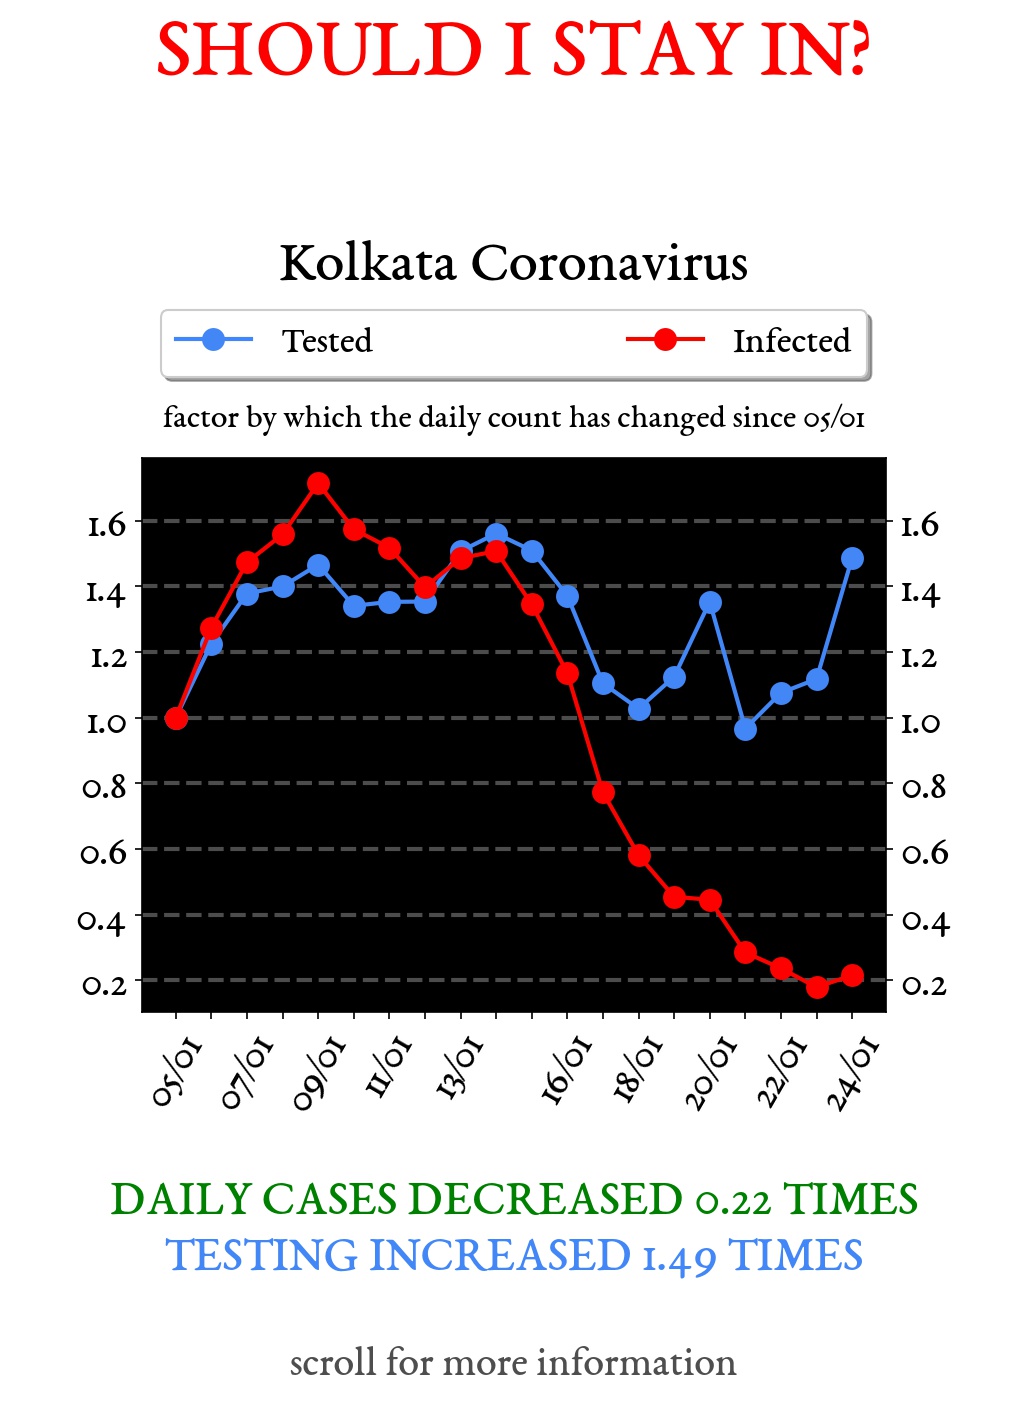 SHOULD I STAY IN?
Kolkata Coronavirus
Tested Infected
factor by which the daily count has changed since 05/01
1.6 1.6
1.4 1.4
1.2 1.2
1.0 1.0
0.8 0.8
0.6 0.6
0.4 0.4
0.2 0.2
05/01 07/01 09/01 11/01 13/01 16/01 18/01 20/01 22/01 24/01
DAILY CASES DECREASED 0.22 TIMES
TESTING INCREASED 1.49 TIMES
scroll for more information